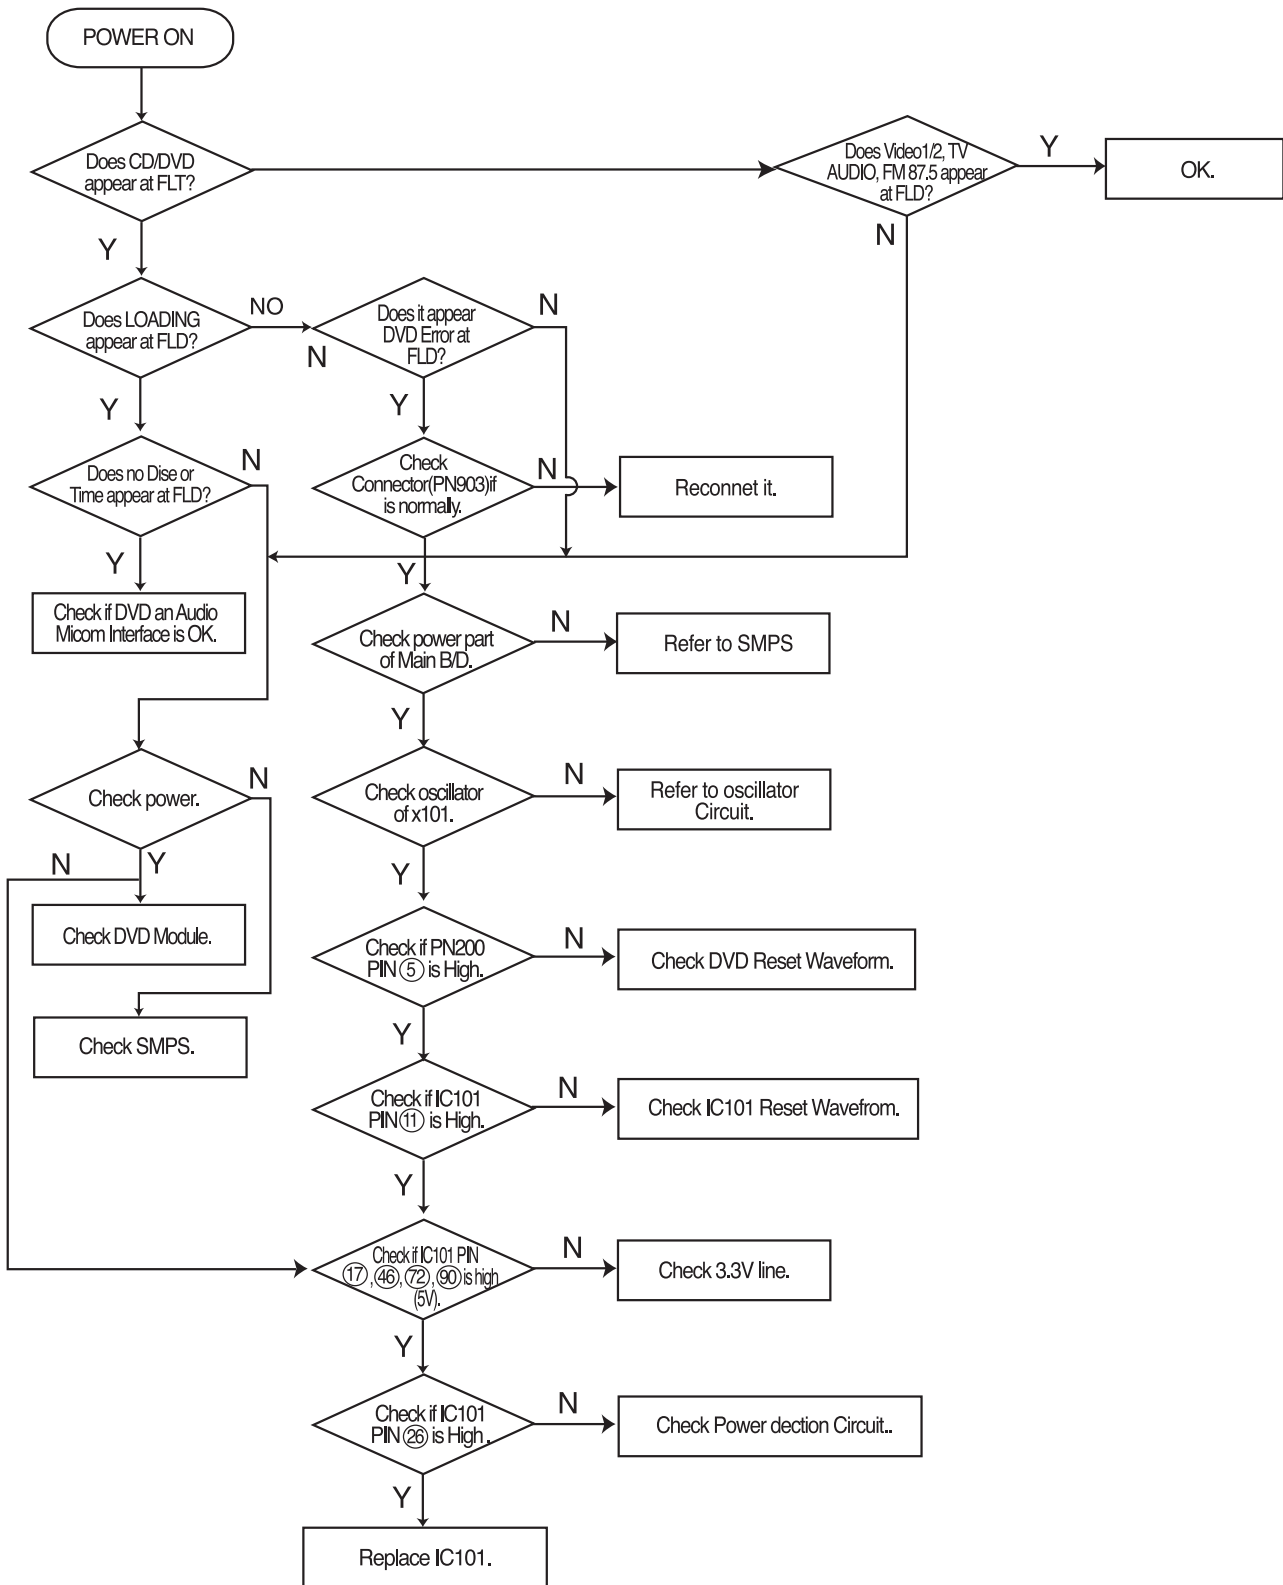 POWER ON
Does CD/DVD
appear at FLT?
Does Video1/2, TV
AUDIO, FM 87.5 appear
at FLD?
Y
OK.
N
Y
Does LOADING
appear at FLD?
NO
N
Does it appear
DVD Error at
FLD?
N
Y
Y
Does no Dise or
Time appear at FLD?
N
Check
Connector(PN903)if
is normally.
N
Reconnet it.
Y
Y
Check if DVD an Audio
Micom Interface is OK.
Check power part
of Main B/D.
N
Refer to SMPS
Y
Check power.
N
Check oscillator
of x101.
N
Refer to oscillator
Circuit.
N
Y
Y
Check DVD Module.
Check if PN200
PIN 5 is High.
N
Check DVD Reset Waveform.
Check SMPS.
Y
Check if IC101
PIN 11 is High.
N
Check IC101 Reset Wavefrom.
Y
Check if IC101 PIN
17 , 46, 72, 90 is high
(5V).
N
Check 3.3V line.
Y
Check if IC101
PIN 26 is High .
N
Check Power dection Circuit..
Y
Replace IC101.